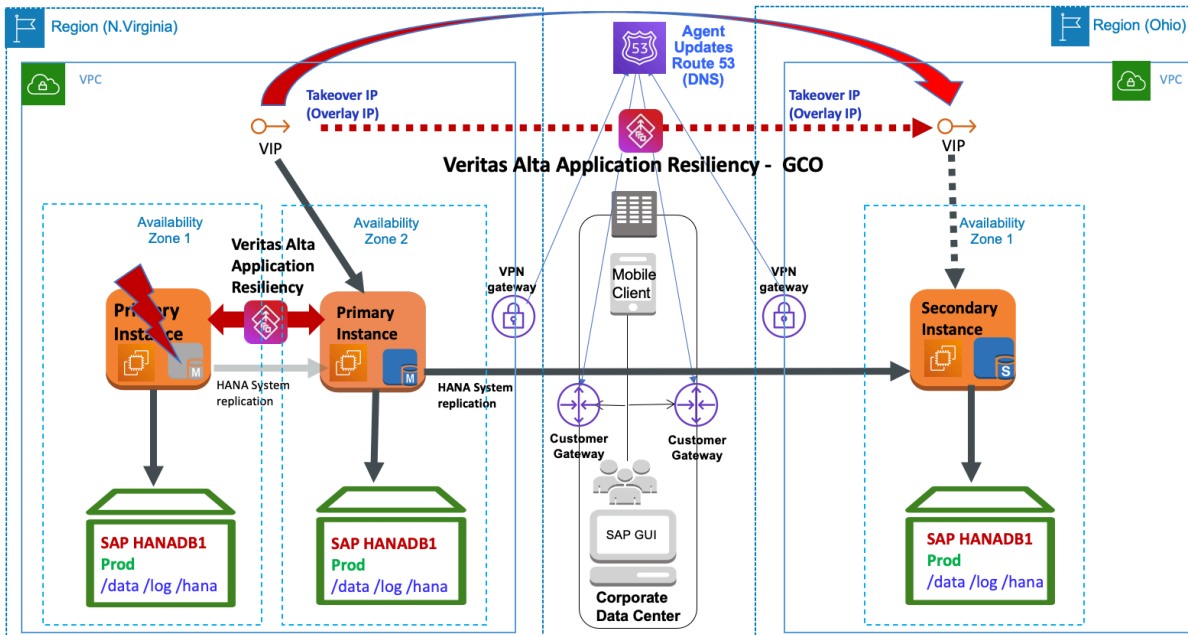 Region (N.Virginia)
VPC
Takeover IP
(Overlay IP)
VIP
53
Agent
Updates
Route 53
(DNS)
Region (Ohio)
VPC
Takeover IP
(Overlay IP)
VIP
Veritas Alta Application Resiliency - GCO
Availability
Zone 1
Veritas Alta
Application
Resiliency
Availability
Zone 2
Primary
Instance
M
HANA System
replication
Primary
Instance
M
HANA System
replication
VPN
gateway
Mobile
Client
VPN
gateway
Customer
Gateway
Customer
Gateway
SAP GUI
Corporate
Data Center
Availability
Zone 1
Secondary
Instance
S
SAP HANADB1
Prod
/data /log /hana
SAP HANADB1
Prod
/data /log /hana
SAP HANADB1
Prod
/data /log /hana